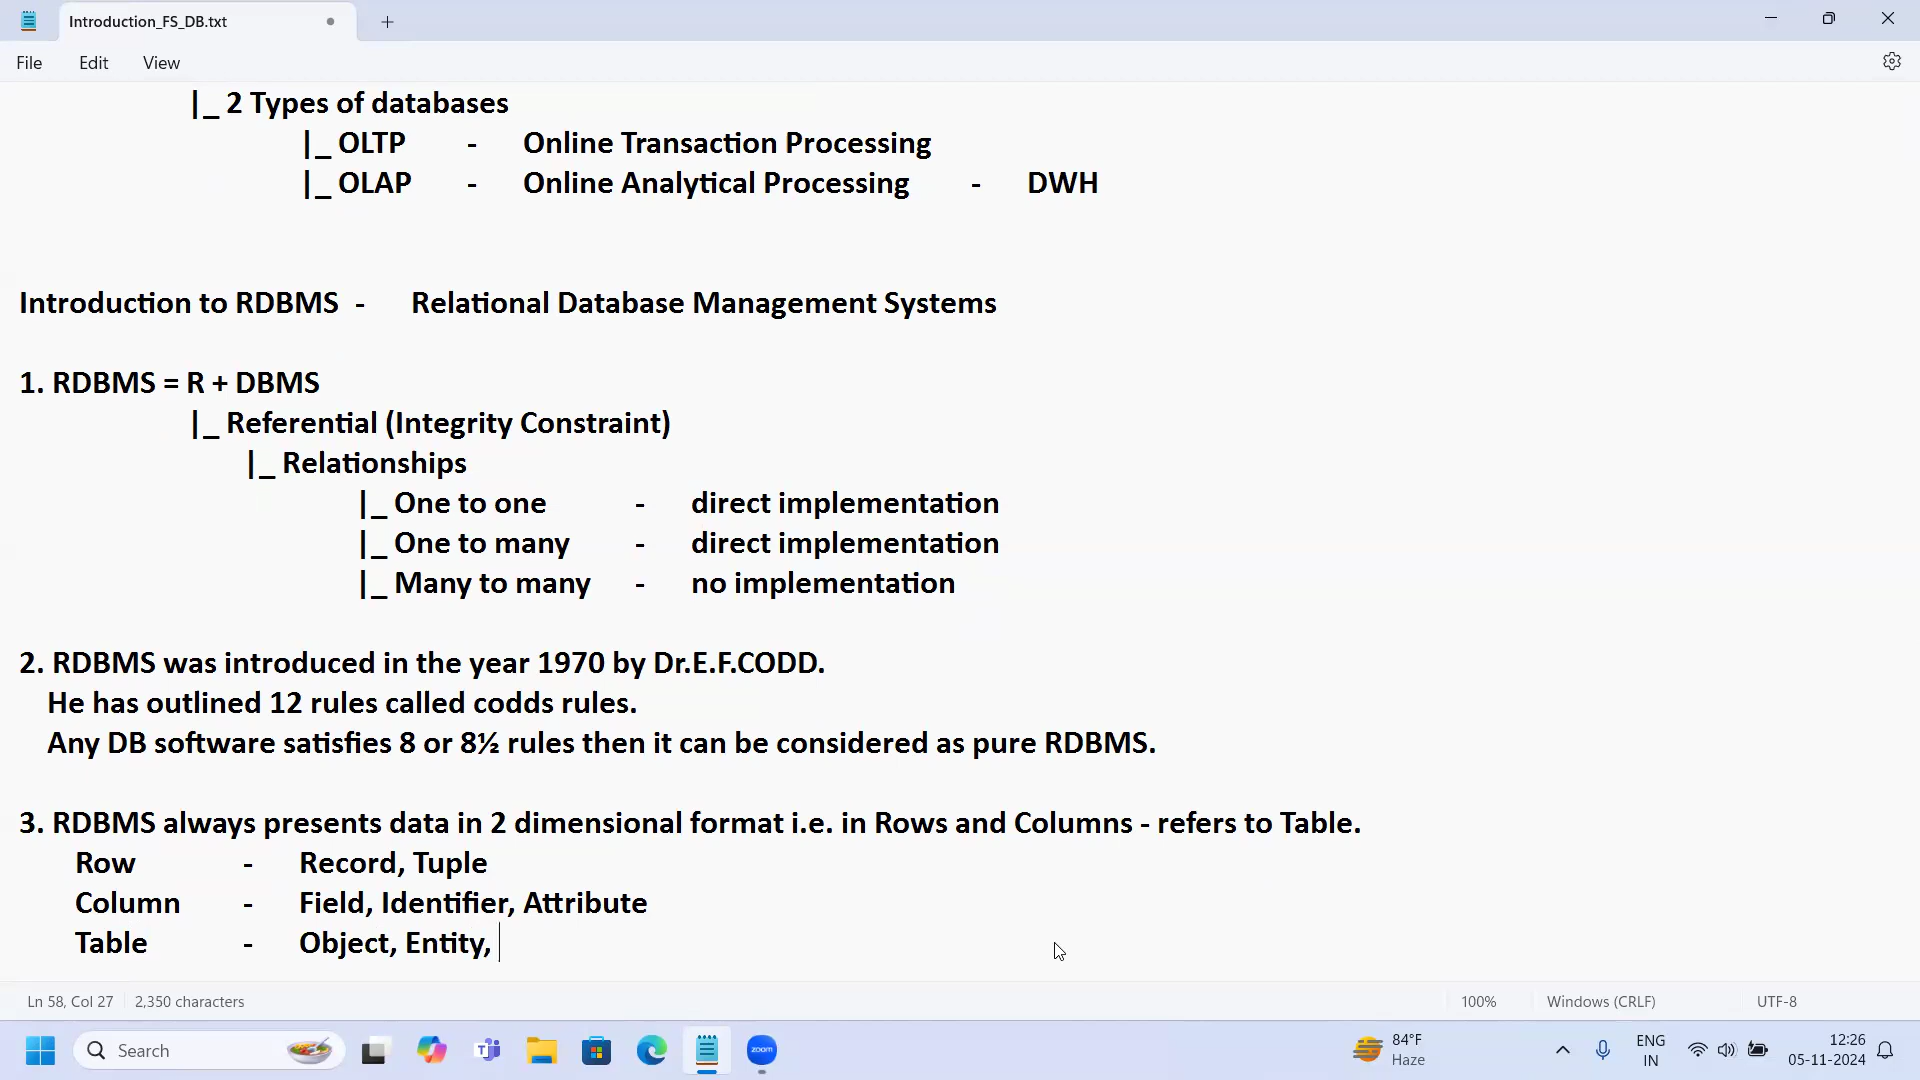 Introduction_FS_DB.txt
File Edit View
|_ 2 Types of databases
|_ OLTP - Online Transaction Processing
|_ OLAP - Online Analytical Processing - DWH
Introduction to RDBMS - Relational Database Management Systems
1. RDBMS = R + DBMS
|_ Referential (Integrity Constraint)
|_ Relationships
|_ One to one - direct implementation
|_ One to many - direct implementation
|_ Many to many - no implementation
2. RDBMS was introduced in the year 1970 by Dr.E.F.CODD.
He has outlined 12 rules called codds rules.
Any DB software satisfies 8 or 8½ rules then it can be considered as pure RDBMS.
3. RDBMS always presents data in 2 dimensional format i.e. in Rows and Columns - refers to Table.
Row - Record, Tuple
Column - Field, Identifier, Attribute
Table - Object, Entity,
Ln 58, Col 27 2,350 characters 100% Windows (CRLF) UTF-8
Search zoom 84°F ENG 12:26
Haze IN 05-11-2024